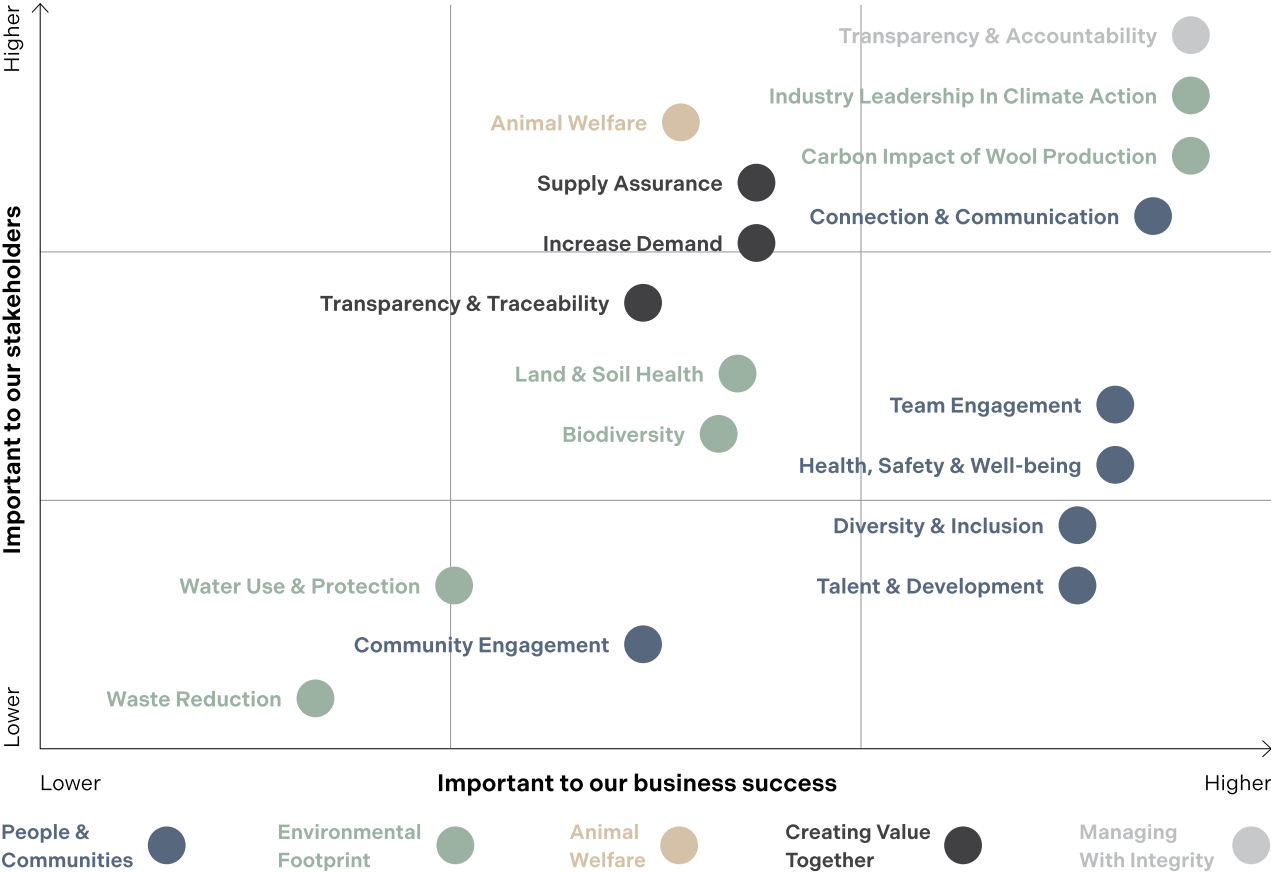 Higher
Transparency & Accountability
Industry Leadership In Climate Action
Animal Welfare
Carbon Impact of Wool Production
Supply Assurance
Connection & Communication
Increase Demand
Transparency & Traceability
Important to our stakeholders
Land & Soil Health
Team Engagement
Biodiversity
Health, Safety & Well-being
Diversity & Inclusion
Water Use & Protection
Talent & Development
Community Engagement
Waste Reduction
Lower
Lower
Important to our business success
Higher
People &
Communities
Environmental
Footprint
Animal
Welfare
Creating Value
Together
Managing
With Integrity